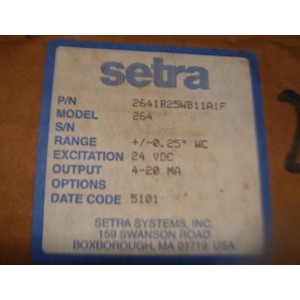 setra
P/N 2641R25WB11A1F
MODEL 264
S/N
RANGE +/-0.25" WC
EXCITATION 24 VDC
OUTPUT 4-20 MA
OPTIONS
DATE CODE 5101
SETRA SYSTEMS, INC.
159 SWANSON ROAD
BOXBOROUGH, MA 01719 USA